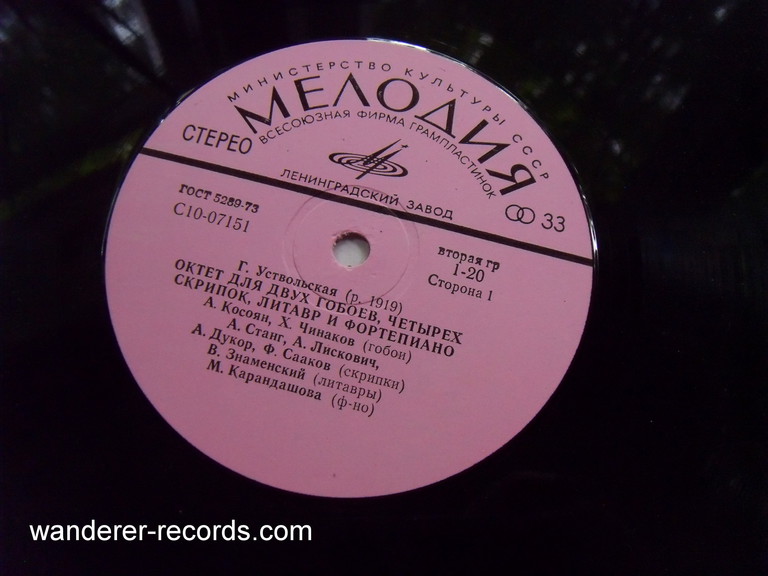 МИНИСТЕРСТВО КУЛЬТУРЫ СССР
МЕЛОДИЯ
ВСЕСОЮЗНАЯ ФИРМА ГРАМПЛАСТИНОК
СТЕРЕО
ЛЕНИНГРАДСКИЙ ЗАВОД
33
ГОСТ 5289-73
С10-07151
вторая гр
1-20
Сторона 1
Г. Уствольская (р. 1919)
ОКТЕТ ДЛЯ ДВУХ ГОБОЕВ, ЧЕТЫРЕХ
СКРИПОК, ЛИТАВР И ФОРТЕПИАНО
А. Косоян, Х. Чинаков (гобои)
А. Станг, А. Лискович,
А. Дукор, Ф. Сааков (скрипки)
В. Знаменский (литавры)
М. Карандашова (ф-но)
wanderer-records.com